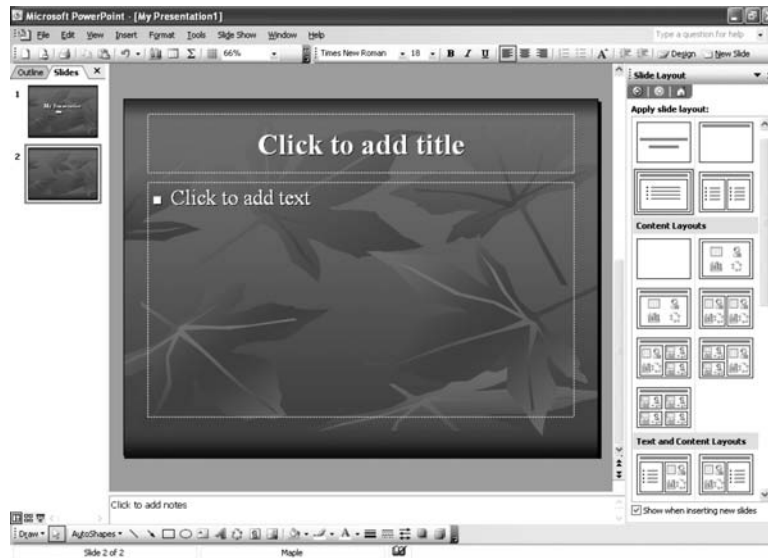 Microsoft PowerPoint - [My Presentation1]
File Edit View Insert Format Tools Slide Show Window Help
Type a question for help
66% Times New Roman 18 B I U Design New Slide
Outline Slides X
Slide Layout
1
My Presentation
2
Apply slide layout:
Click to add title
Click to add text
Content Layouts
Text and Content Layouts
Click to add notes
Show when inserting new slides
Draw AutoShapes
Slide 2 of 2 Maple